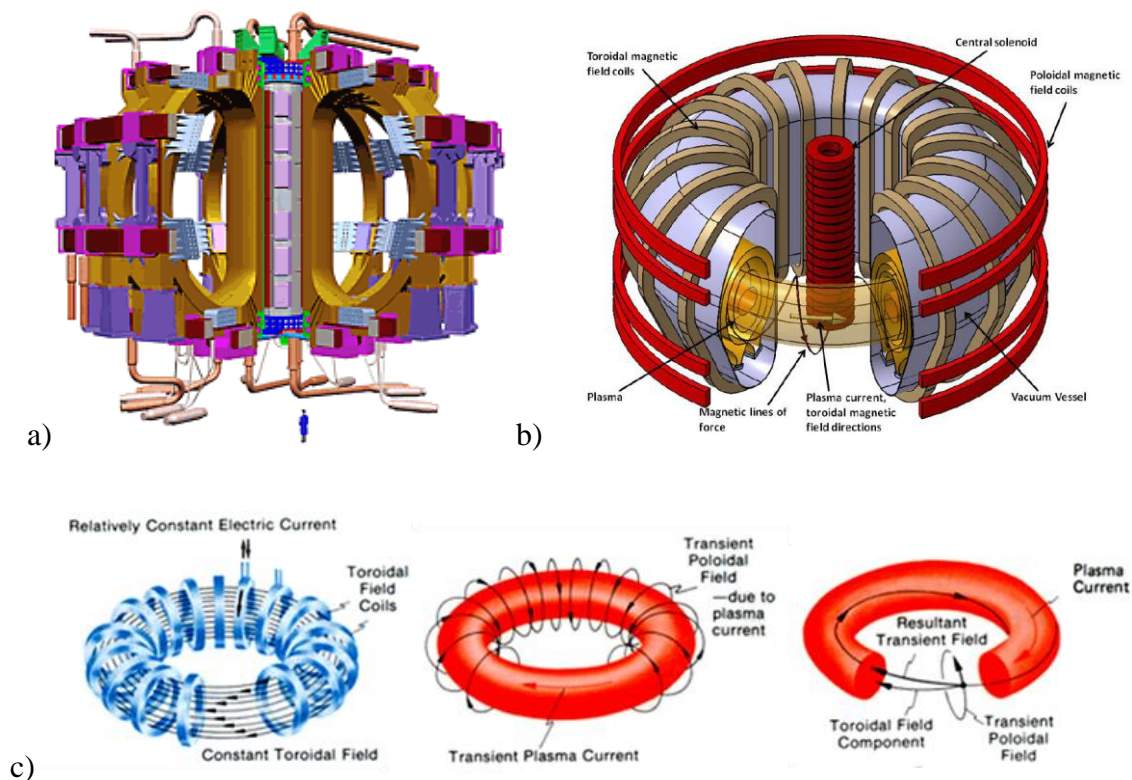 Toroidal magnetic
field coils
Central solenoid
Poloidal magnetic
field coils
Plasma
Magnetic lines of
force
Plasma current,
toroidal magnetic
field directions
Vacuum Vessel
a)
b)
Relatively Constant Electric Current
Toroidal
Field
Coils
Constant Toroidal Field
Transient
Poloidal
Field
—due to
plasma
current
Transient Plasma Current
Plasma
Current
Resultant
Transient Field
Toroidal Field
Component
Transient
Poloidal
Field
c)